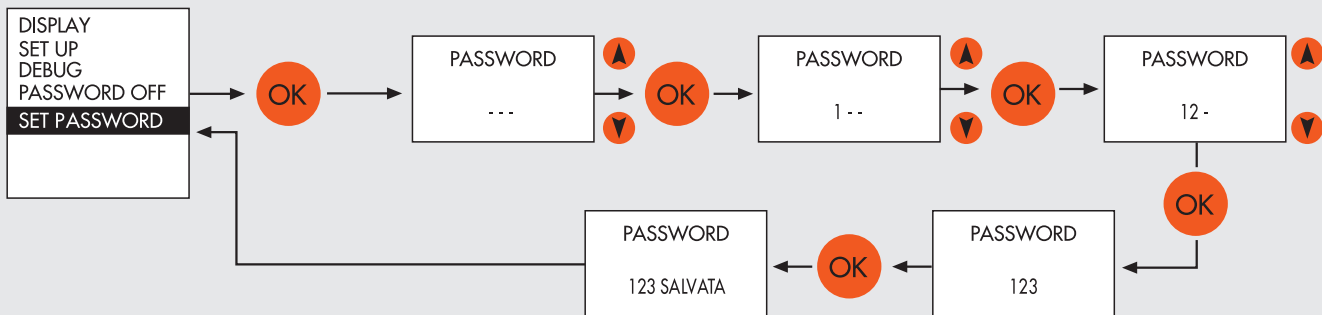 DISPLAY
SET UP
DEBUG
PASSWORD OFF
SET PASSWORD
OK
PASSWORD
- - -
OK
PASSWORD
1 - -
OK
PASSWORD
12 -
OK
PASSWORD
123
OK
PASSWORD
123 SALVATA